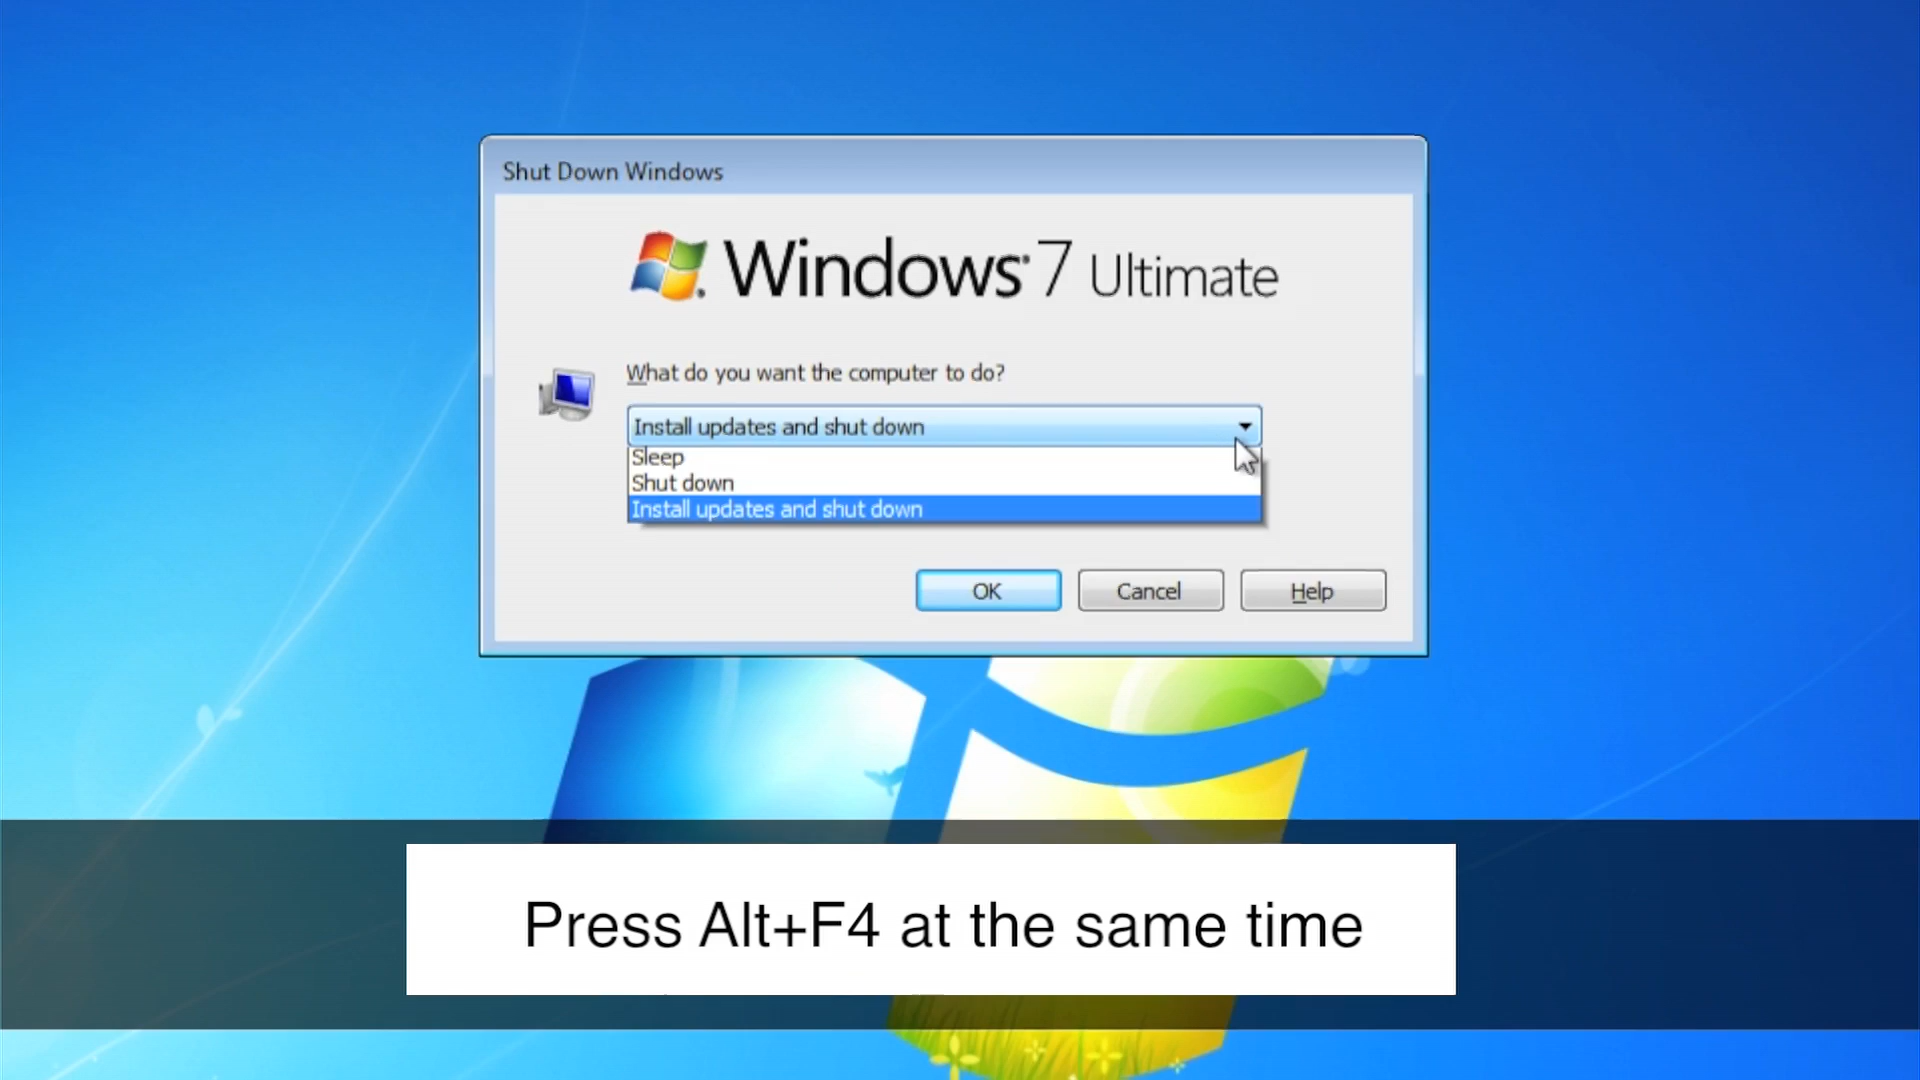 Shut Down Windows
Windows® 7 Ultimate
What do you want the computer to do?
Install updates and shut down
Sleep
Shut down
Install updates and shut down
OK
Cancel
Help
Press Alt+F4 at the same time